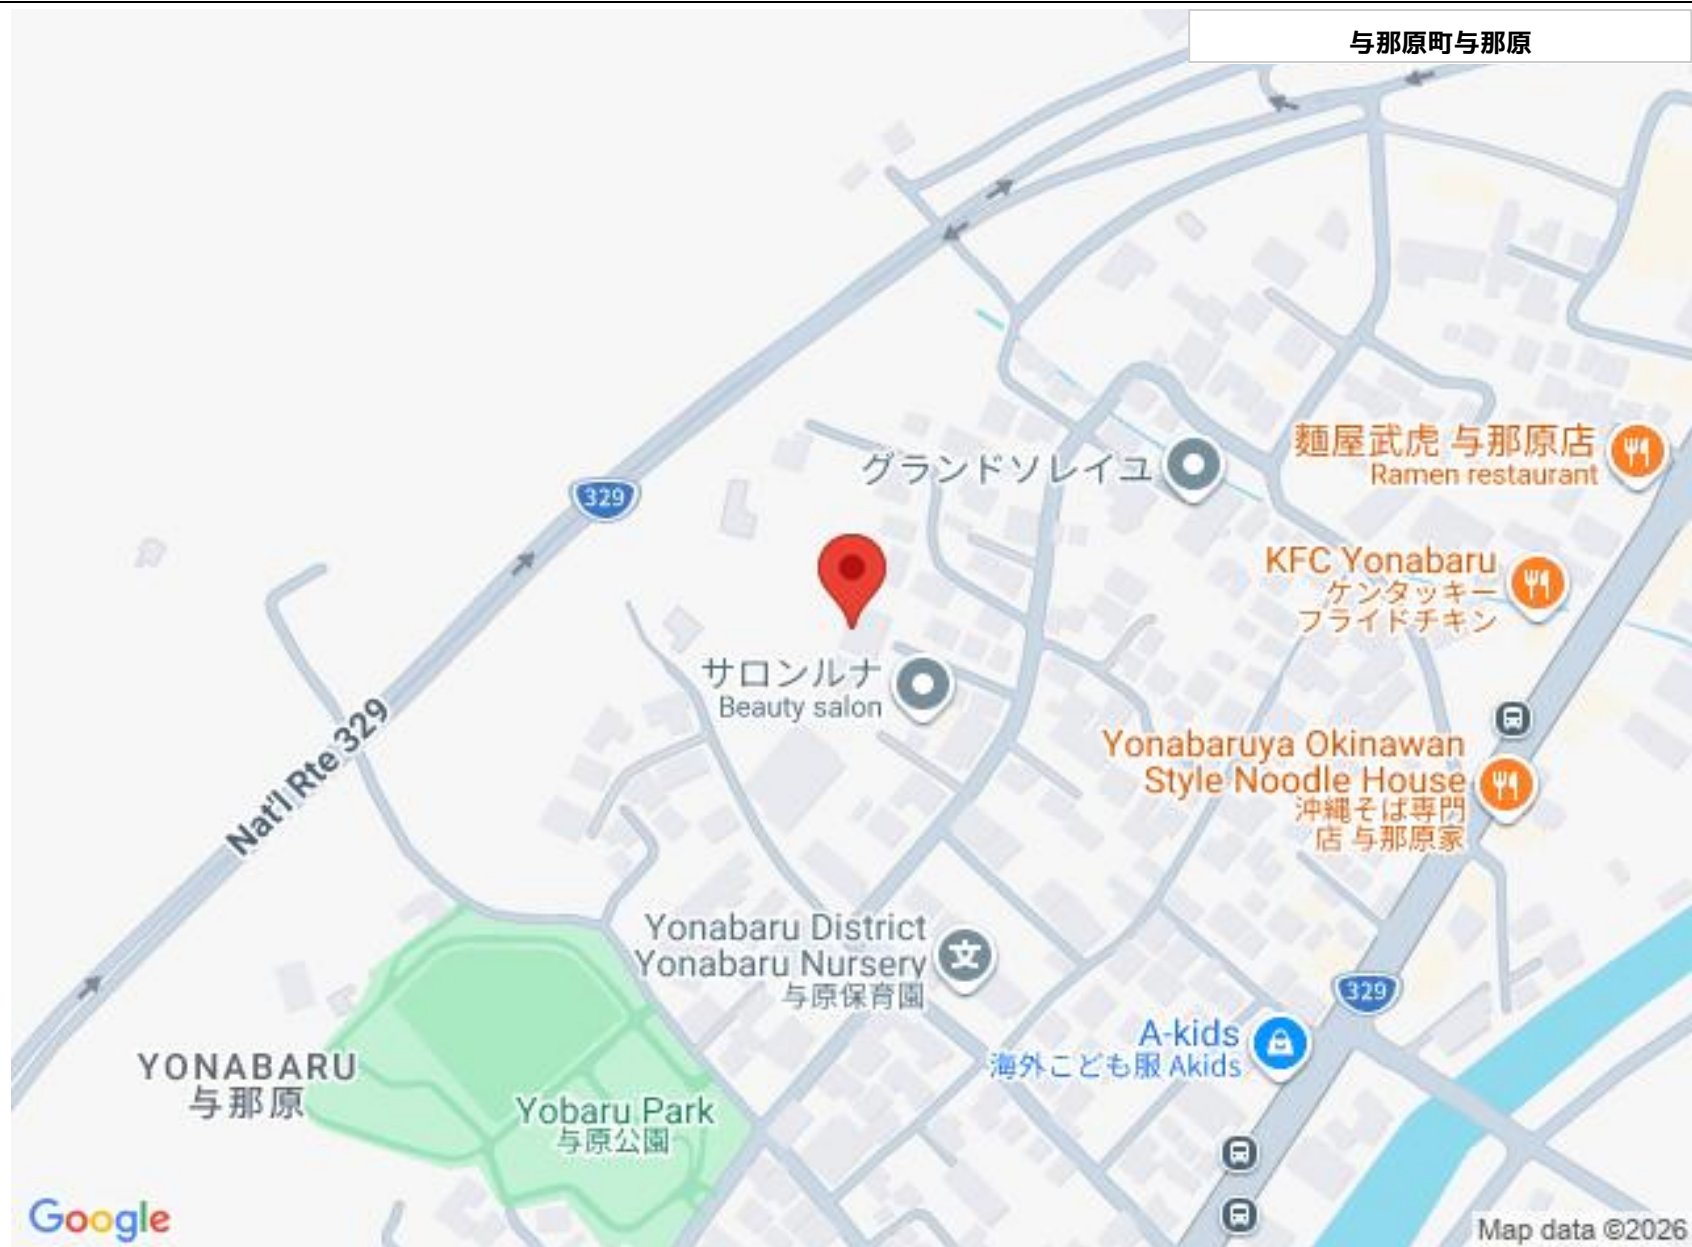 与那原町与那原
麺屋武虎 与那原店
Ramen restaurant
グランドソレイユ
329
KFC Yonabaru
ケンタッキー
フライドチキン
サロンルナ
Beauty salon
Nat'l Rte 329
Yonabaruya Okinawan
Style Noodle House
沖縄そば専門
店 与那原家
Yonabaru District
Yonabaru Nursery
与原保育園
文
329
A-kids
海外こども服 Akids
YONABARU
与那原
Yobaru Park
与原公園
Google
Map data ©2026